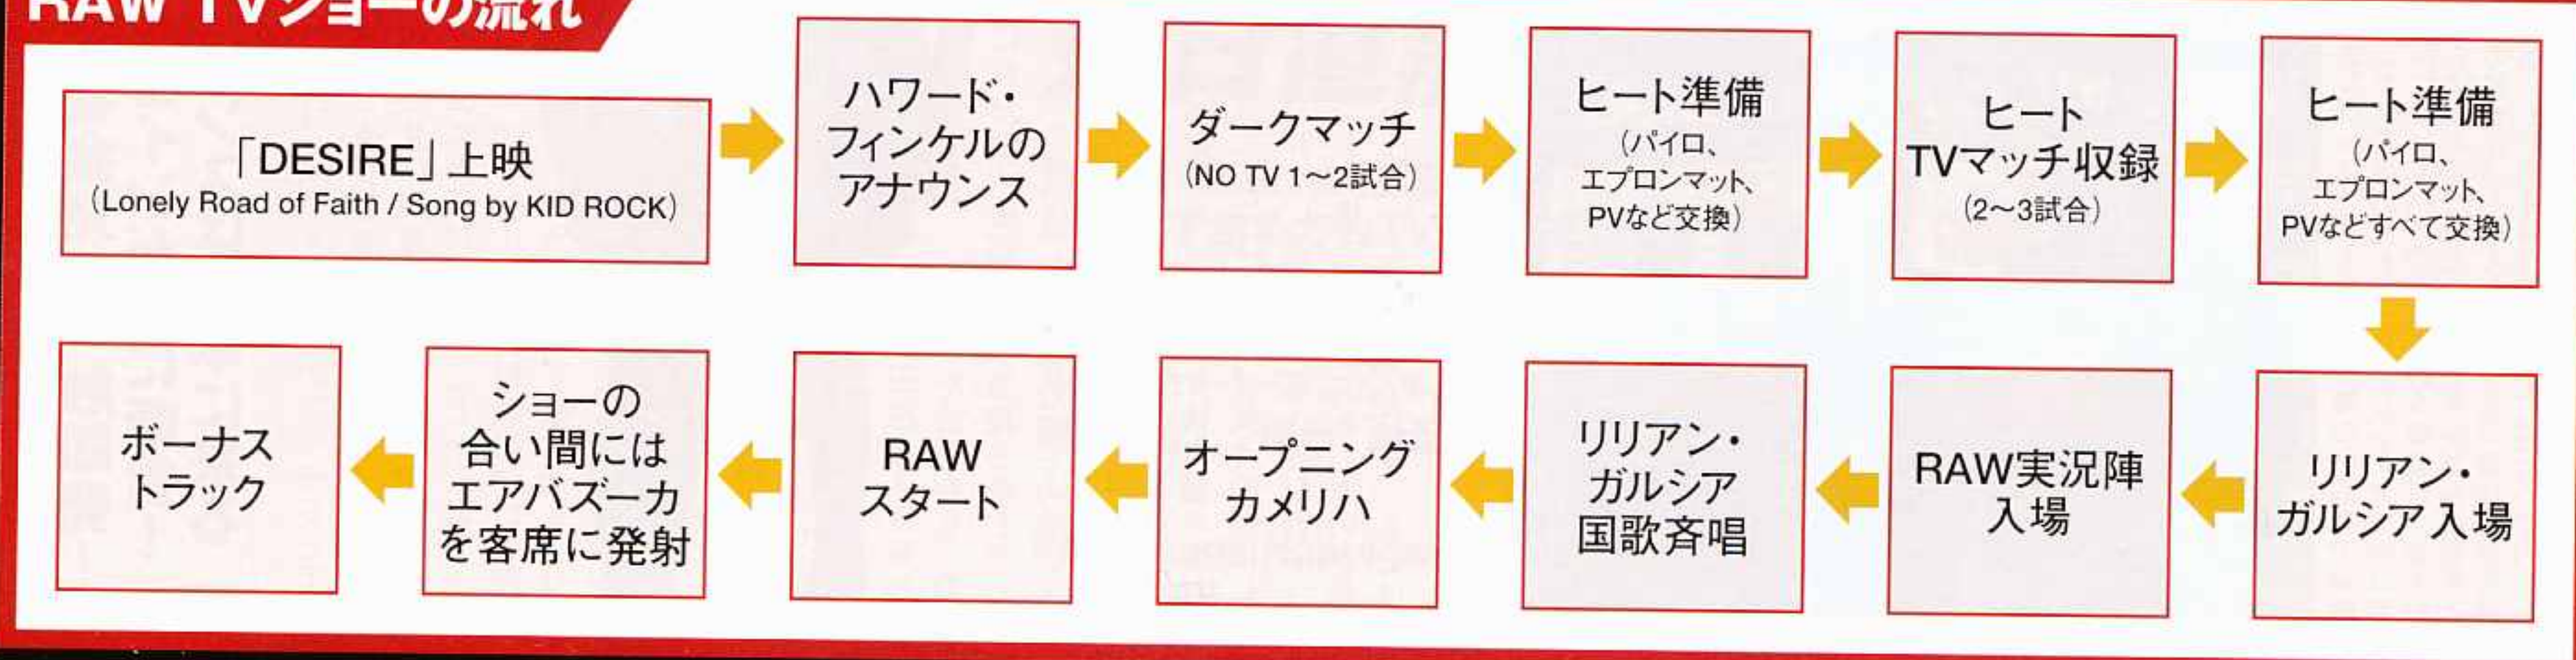 RAW TVショーの流れ
「DESIRE」上映
(Lonely Road of Faith / Song by KID ROCK)
ハワード・
フィンケルの
アナウンス
ダークマッチ
(NO TV 1〜2試合)
ヒート準備
(パイロ、
エプロンマット、
PVなど交換)
ヒート
TVマッチ収録
(2〜3試合)
ヒート準備
(パイロ、
エプロンマット、
PVなどすべて交換)
リリアン・
ガルシア入場
RAW実況陣
入場
リリアン・
ガルシア
国歌斉唱
オープニング
カメリハ
RAW
スタート
ショーの
合い間には
エアバズーカ
を客席に発射
ボーナス
トラック